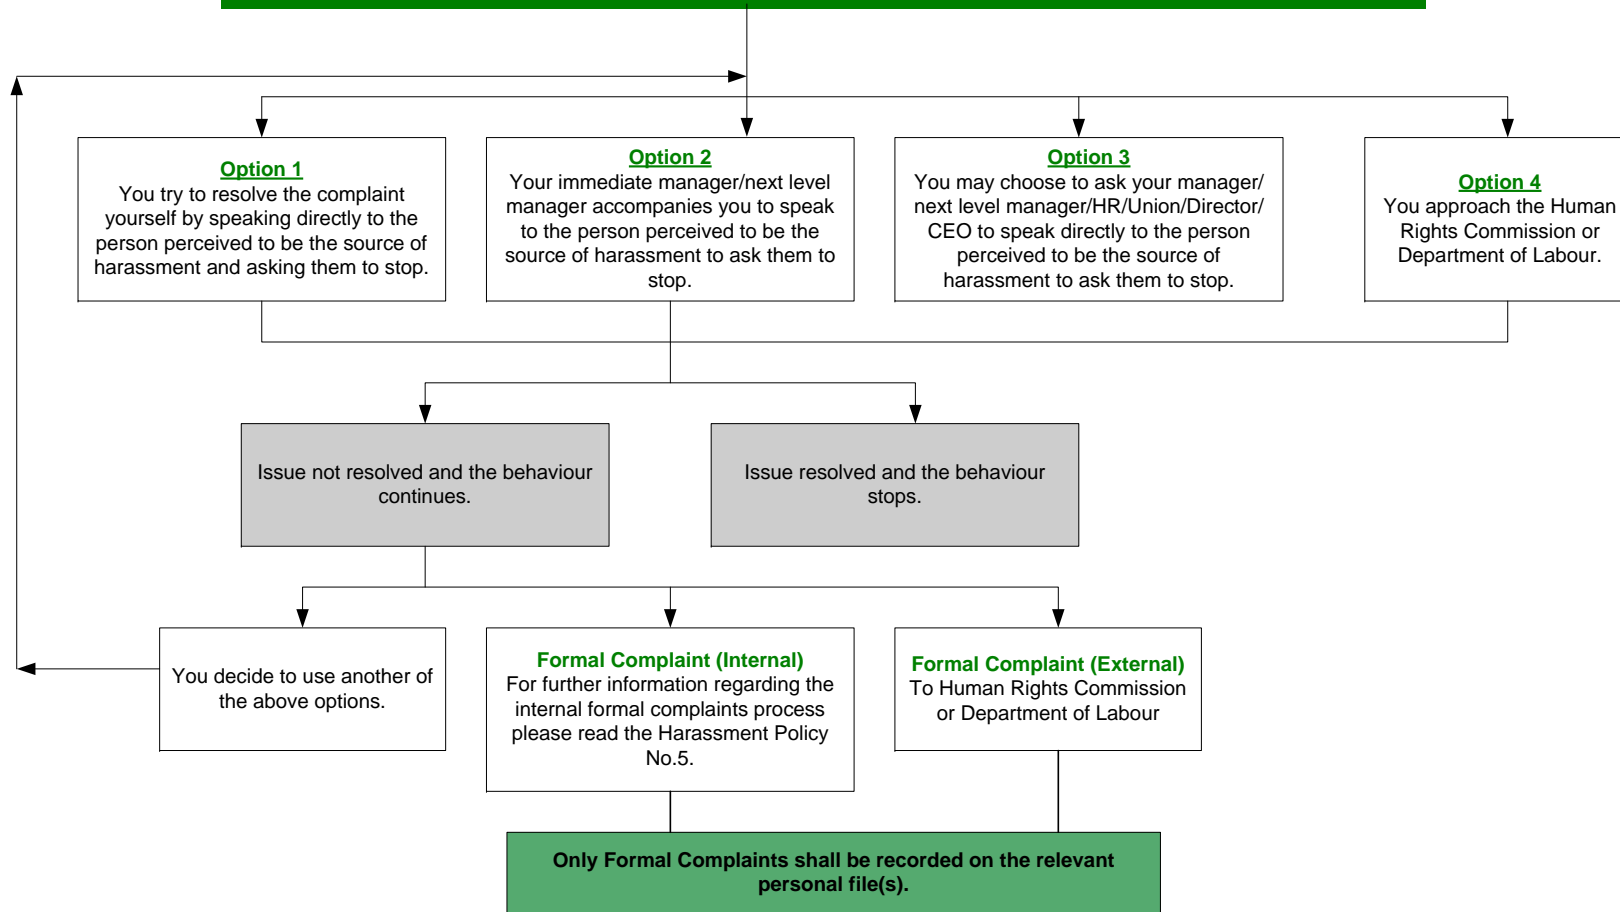 Option 1
You try to resolve the complaint
yourself by speaking directly to the
person perceived to be the source of
harassment and asking them to stop.
Option 2
Your immediate manager/next level
manager accompanies you to speak
to the person perceived to be the
source of harassment to ask them to
stop.
Option 3
You may choose to ask your manager/
next level manager/HR/Union/Director/
CEO to speak directly to the person
perceived to be the source of
harassment to ask them to stop.
Option 4
You approach the Human
Rights Commission or
Department of Labour.
Issue not resolved and the behaviour
continues.
Issue resolved and the behaviour
stops.
You decide to use another of
the above options.
Formal Complaint (Internal)
For further information regarding the
internal formal complaints process
please read the Harassment Policy
No.5.
Formal Complaint (External)
To Human Rights Commission
or Department of Labour
Only Formal Complaints shall be recorded on the relevant
personal file(s).